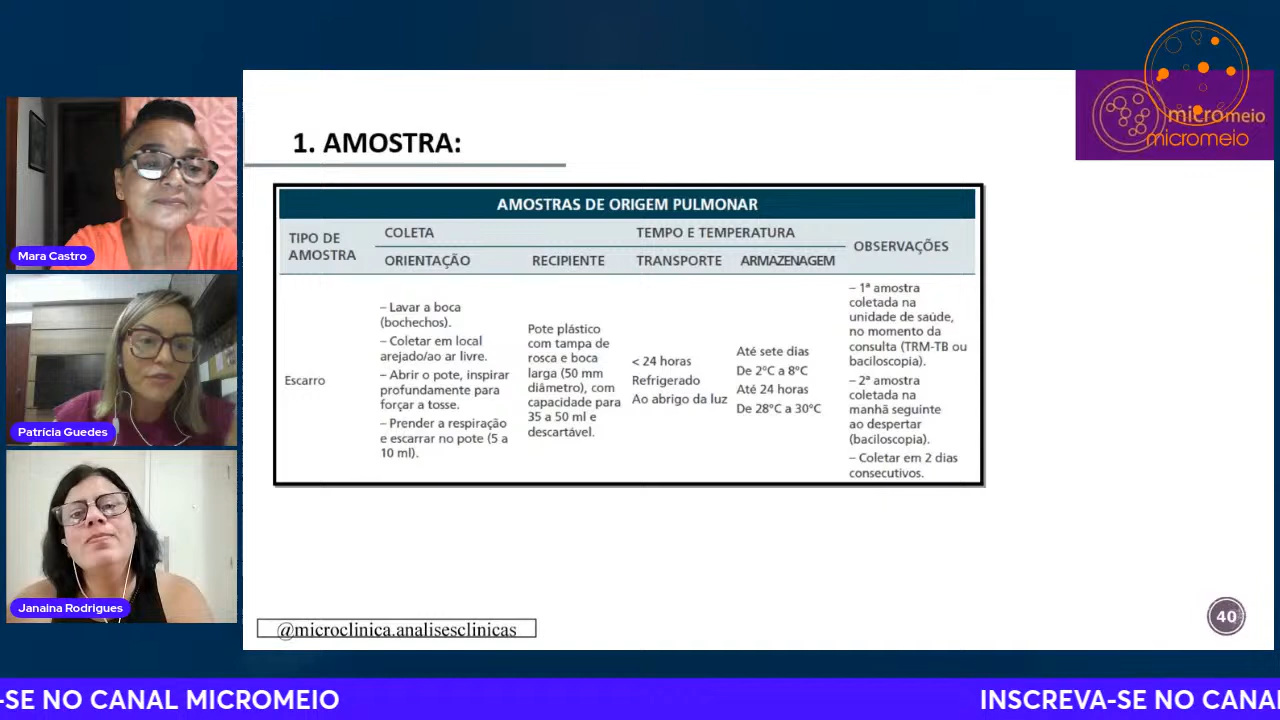 micromeio
micromeio
Mara Castro
Patrícia Guedes
Janaina Rodrigues
1. AMOSTRA:
AMOSTRAS DE ORIGEM PULMONAR
TIPO DE
AMOSTRA
COLETA
ORIENTAÇÃO
RECIPIENTE
TEMPO E TEMPERATURA
TRANSPORTE
ARMAZENAGEM
OBSERVAÇÕES
Escarro
– Lavar a boca
(bochechos).
– Coletar em local
arejado/ao ar livre.
– Abrir o pote, inspirar
profundamente para
forçar a tosse.
– Prender a respiração
e escarrar no pote (5 a
10 ml).
Pote plástico
com tampa de
rosca e boca
larga (50 mm
diâmetro), com
capacidade para
35 a 50 ml e
descartável.
< 24 horas
Refrigerado
Ao abrigo da luz
Até sete dias
De 2°C a 8°C
Até 24 horas
De 28°C a 30°C
– 1ª amostra
coletada na
unidade de saúde,
no momento da
consulta (TRM-TB ou
baciloscopia).
– 2ª amostra
coletada na
manhã seguinte
ao despertar
(baciloscopia).
– Coletar em 2 dias
consecutivos.
@microclinica.analisesclinicas
40
-SE NO CANAL MICROMEIO
INSCREVA-SE NO CANAL